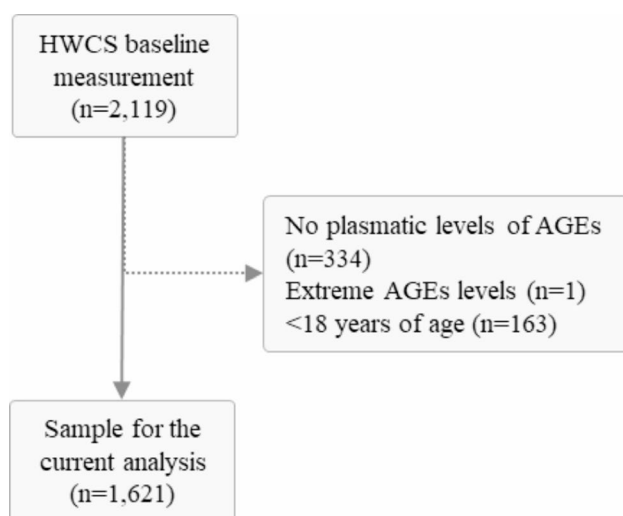 HWCS baseline
measurement
(n=2,119)
No plasmatic levels of AGEs
(n=334)
Extreme AGEs levels (n=1)
<18 years of age (n=163)
Sample for the
current analysis
(n=1,621)